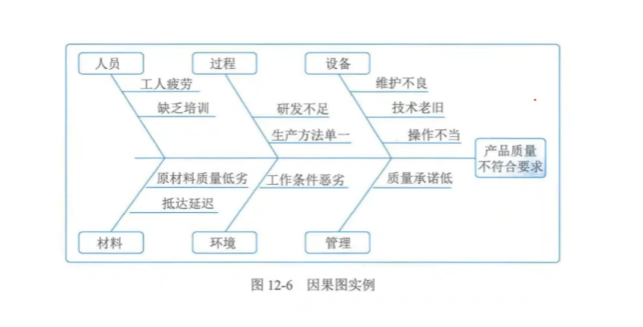 人员
过程
设备
工人疲劳
维护不良
缺乏培训
研发不足
技术老旧
生产方法单一
操作不当
产品质量
不符合要求
原材料质量低劣
工作条件恶劣
质量承诺低
抵达延迟
材料
环境
管理
图 12-6 因果图实例